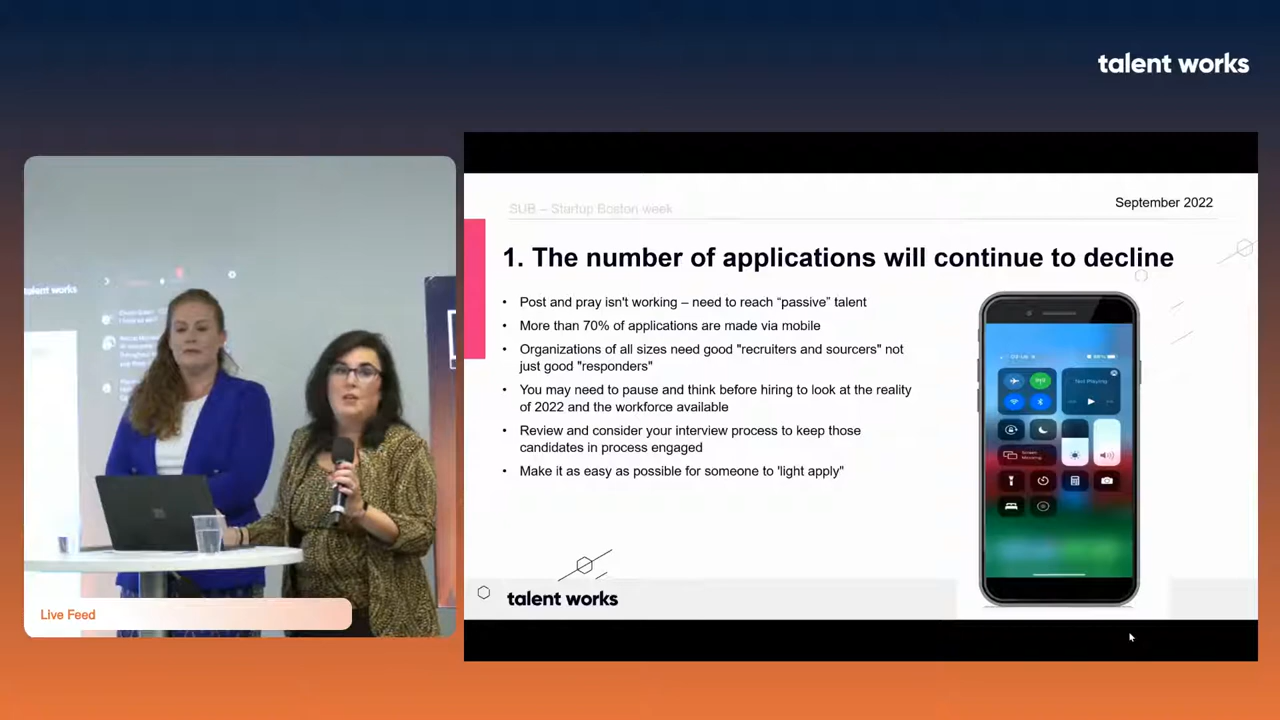 talent works
SUB – Startup Boston week
September 2022
1. The number of applications will continue to decline
• Post and pray isn't working – need to reach “passive” talent
• More than 70% of applications are made via mobile
• Organizations of all sizes need good "recruiters and sourcers" not
just good "responders"
• You may need to pause and think before hiring to look at the reality
of 2022 and the workforce available
• Review and consider your interview process to keep those
candidates in process engaged
• Make it as easy as possible for someone to 'light apply"
talent works
talent works
Live Feed